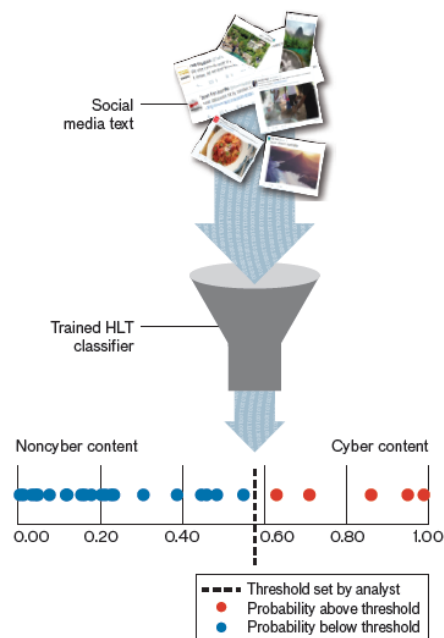 Social
media text
Trained HLT
classifier
Noncyber content Cyber content
0.00 0.20 0.40 0.60 0.80 1.00
Threshold set by analyst
Probability above threshold
Probability below threshold